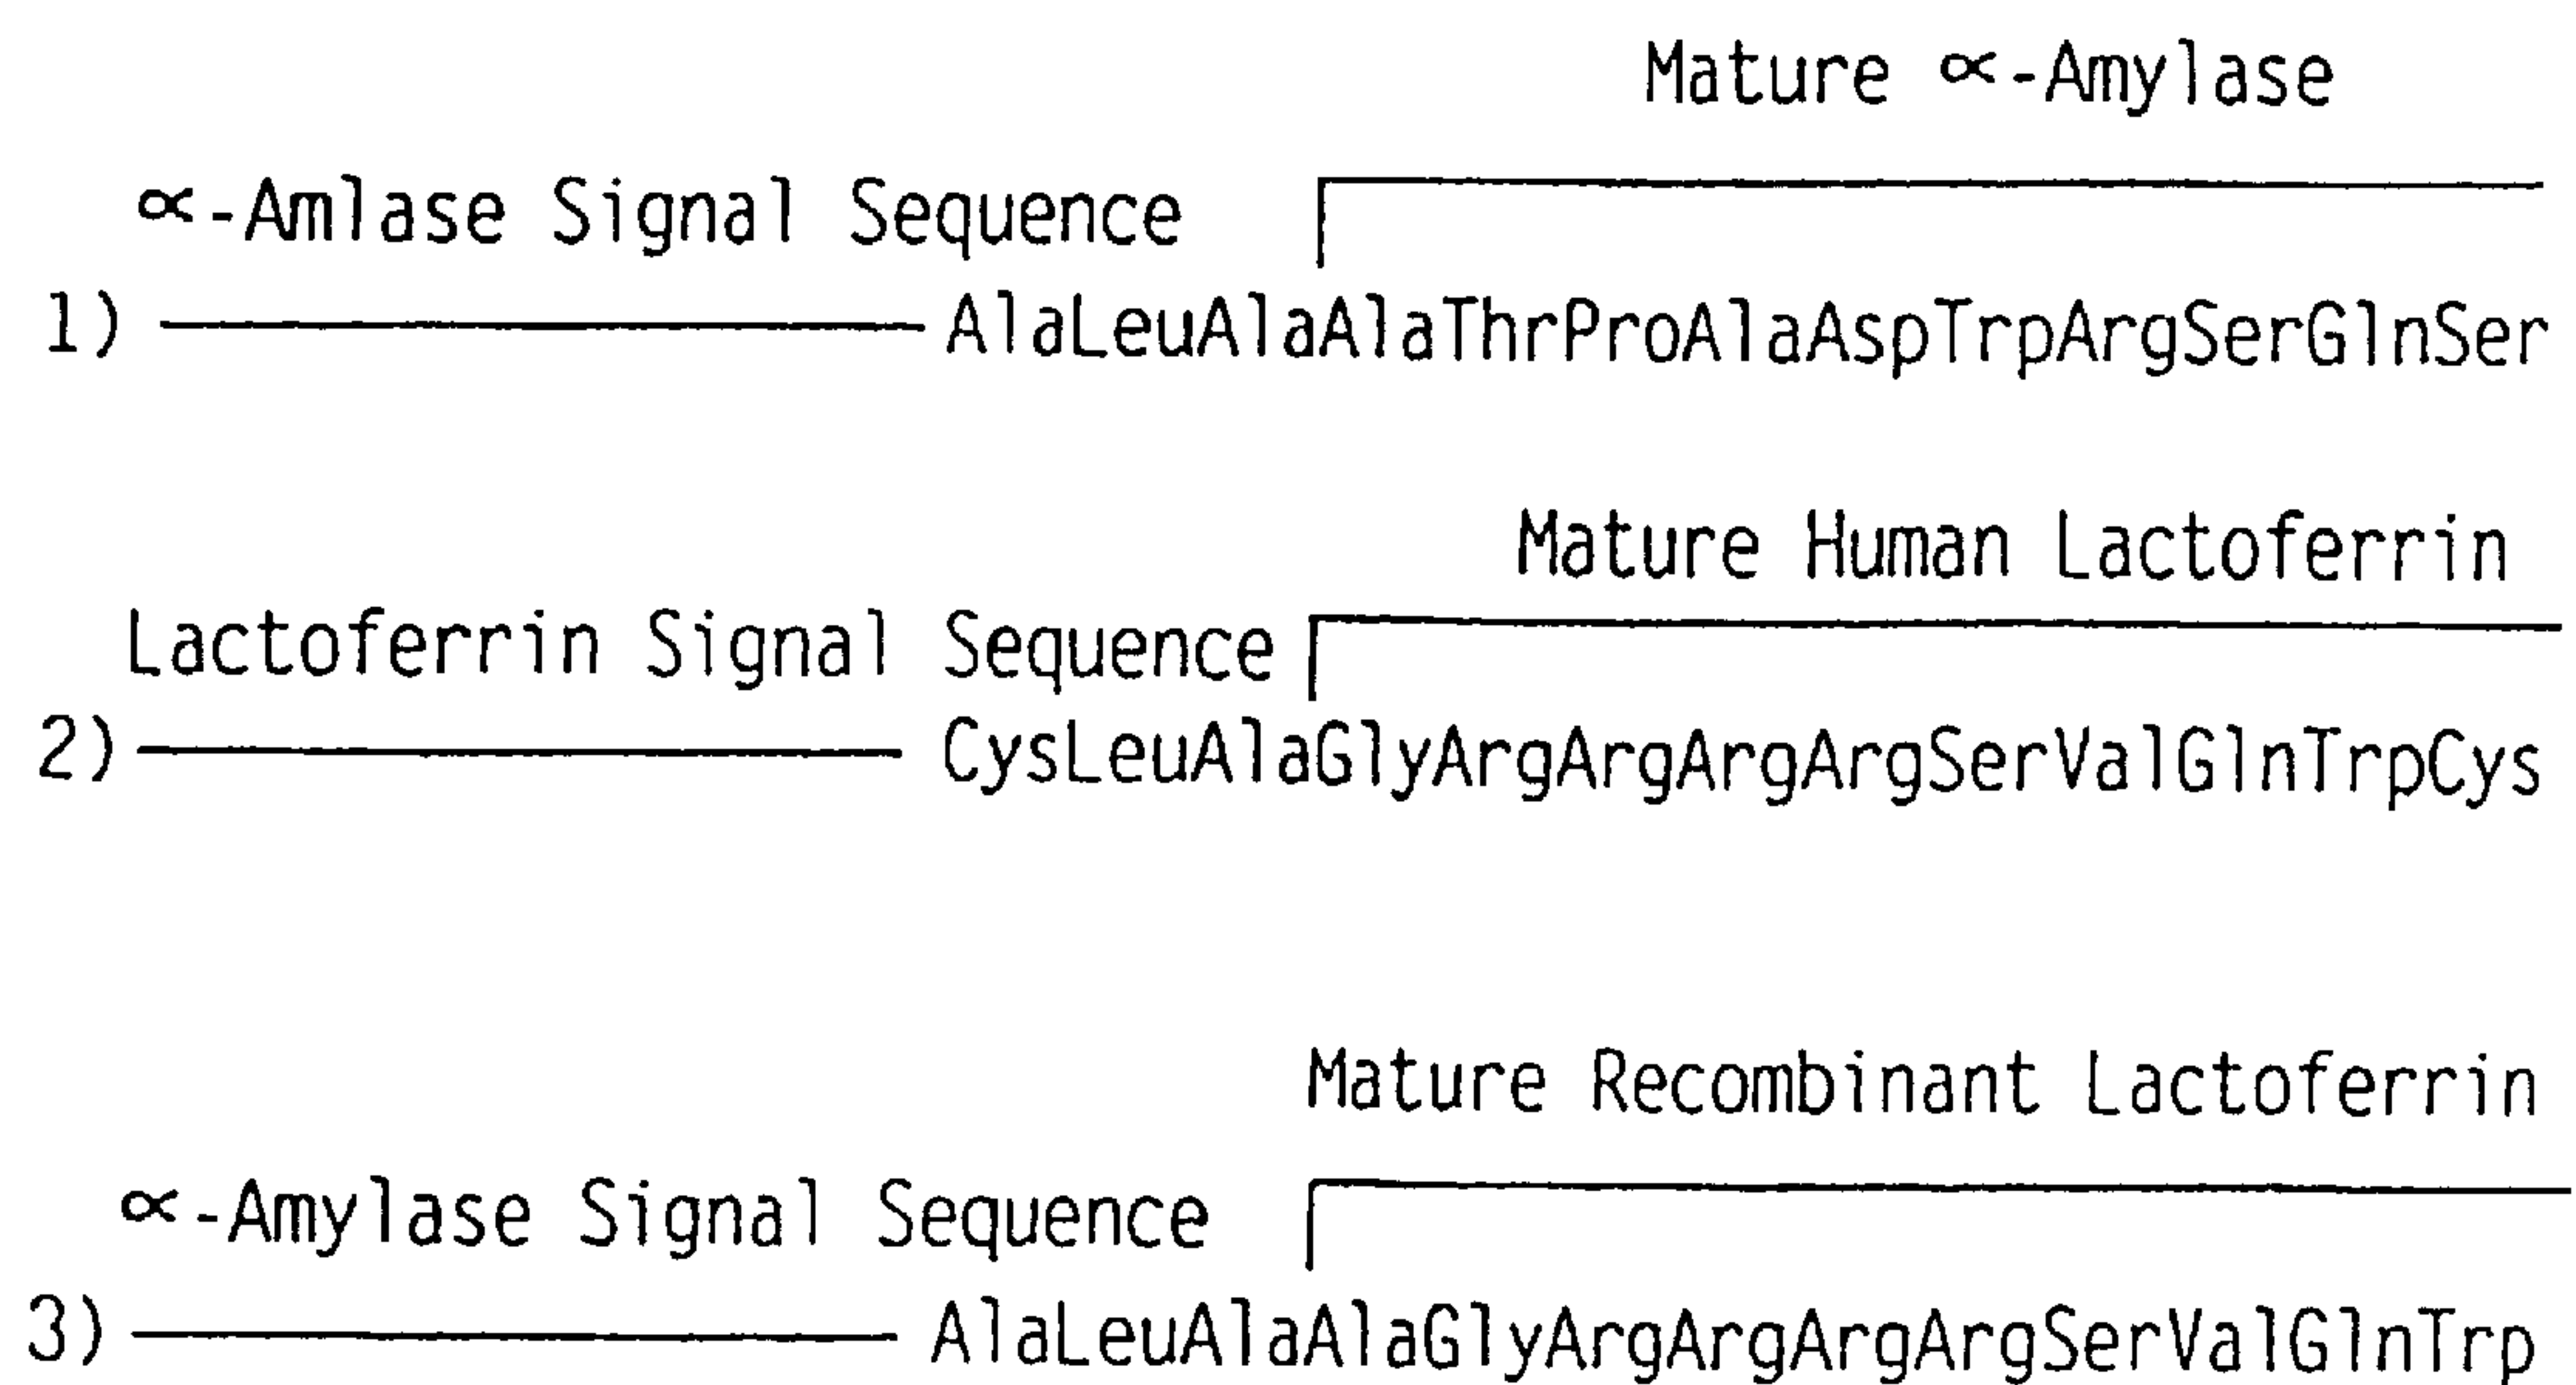 Mature ∝-Amylase
∝-Amlase Signal Sequence
1) AlaLeuAlaAlaThrProAlaAspTrpArgSerGlnSer
Mature Human Lactoferrin
Lactoferrin Signal Sequence
2) CysLeuAlaGlyArgArgArgArgSerValGlnTrpCys
Mature Recombinant Lactoferrin
∝-Amylase Signal Sequence
3) AlaLeuAlaAlaGlyArgArgArgArgSerValGlnTrp